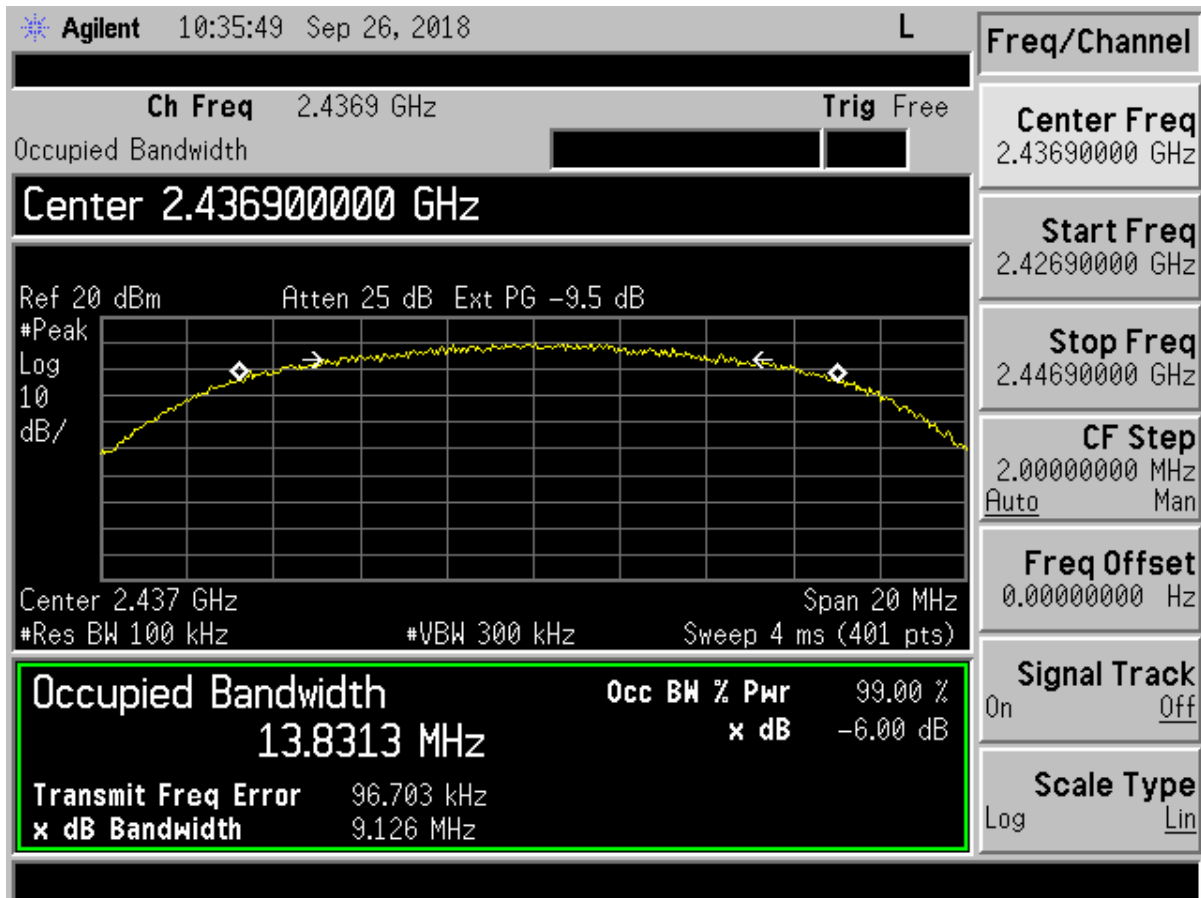 Agilent 10:35:49 Sep 26, 2018 L
Ch Freq 2.4369 GHz Trig Free
Occupied Bandwidth
Center 2.436900000 GHz
Ref 20 dBm Atten 25 dB Ext PG -9.5 dB
#Peak
Log
10
dB/
Center 2.437 GHz Span 20 MHz
#Res BW 100 kHz #VBW 300 kHz Sweep 4 ms (401 pts)
Occupied Bandwidth Occ BW % Pwr 99.00 %
13.8313 MHz x dB -6.00 dB
Transmit Freq Error 96.703 kHz
x dB Bandwidth 9.126 MHz
Freq/Channel
Center Freq
2.43690000 GHz
Start Freq
2.42690000 GHz
Stop Freq
2.44690000 GHz
CF Step
2.00000000 MHz
Auto Man
Freq Offset
0.00000000 Hz
Signal Track
On Off
Scale Type
Log Lin